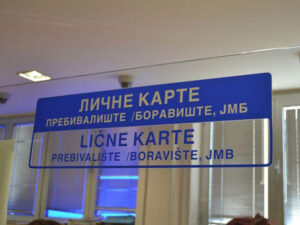 ЛИЧНЕ КАРТЕ
ПРЕБИВАЛИШТЕ /БОРАВИШТЕ, ЈМБ
LIČNE KARTE
PREBIVALIŠTE /BORAVIŠTE, JMB